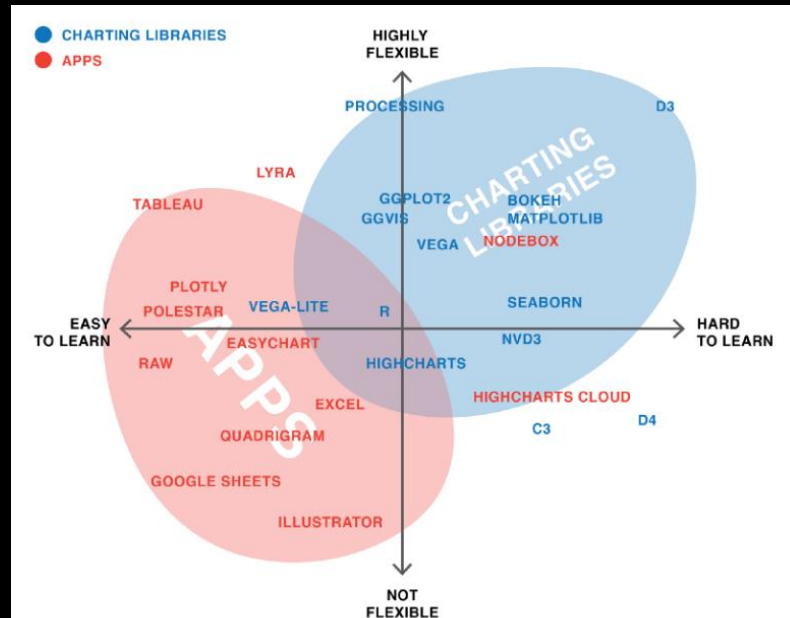 CHARTING LIBRARIES
APPS
HIGHLY
FLEXIBLE
PROCESSING
D3
CHARTING
LIBRARIES
LYRA
TABLEAU
GGPLOT2
BOKEH
GGVIS
MATPLOTLIB
VEGA
NODEBOX
PLOTLY
POLESTAR
VEGA-LITE
R
SEABORN
EASY
TO LEARN
HARD
TO LEARN
EASYCHART
NVD3
RAW
APPS
HIGHCHARTS
EXCEL
HIGHCHARTS CLOUD
QUADRIGRAM
C3
D4
GOOGLE SHEETS
ILLUSTRATOR
NOT
FLEXIBLE